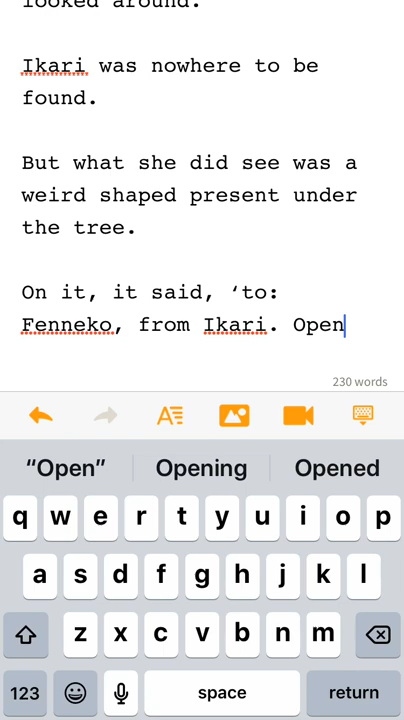 looked around.
Ikari was nowhere to be
found.
But what she did see was a
weird shaped present under
the tree.
On it, it said, ‘to:
Fenneko, from Ikari. Open
230 words
A
“Open” Opening Opened
q w e r t y u i o p
a s d f g h j k l
z x c v b n m
123 space return